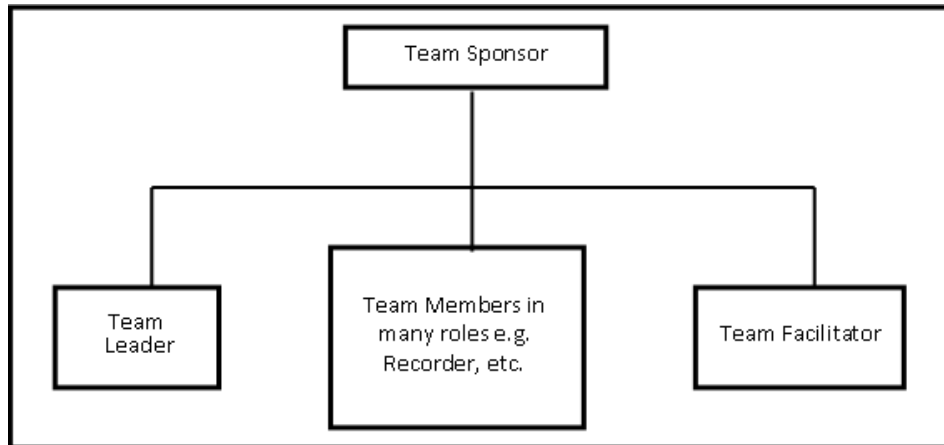 Team Sponsor
Team
Leader
Team Members in
many roles e.g.
Recorder, etc.
Team Facilitator